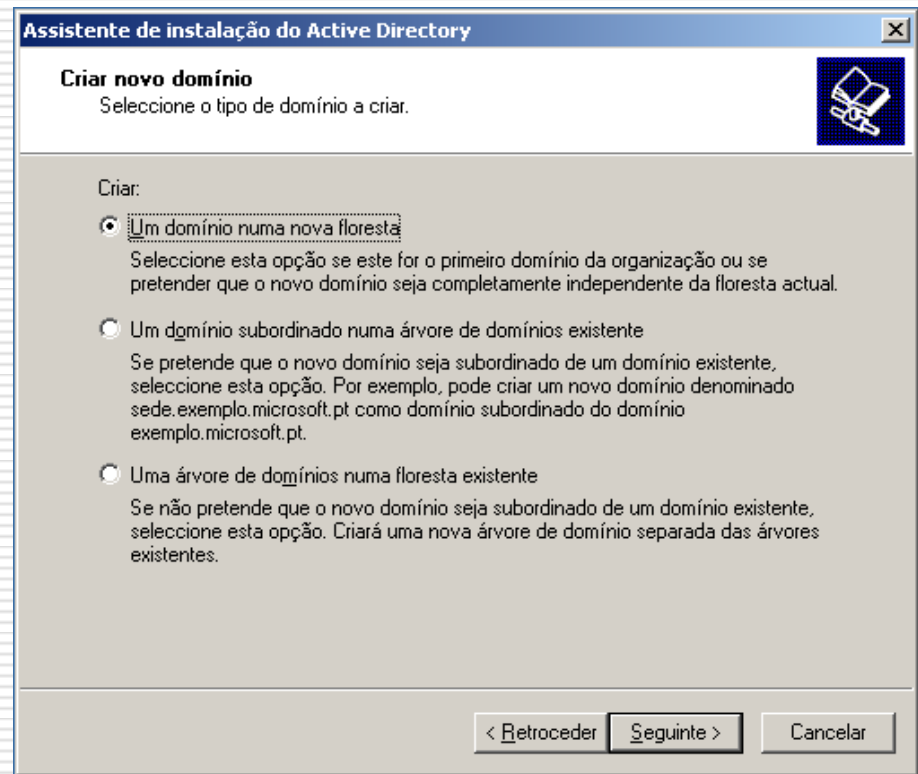 Assistente de instalação do Active Directory
Criar novo domínio
Seleccione o tipo de domínio a criar.
Criar:
Um domínio numa nova floresta
Seleccione esta opção se este for o primeiro domínio da organização ou se
pretender que o novo domínio seja completamente independente da floresta actual.
Um domínio subordinado numa árvore de domínios existente
Se pretende que o novo domínio seja subordinado de um domínio existente,
seleccione esta opção. Por exemplo, pode criar um novo domínio denominado
sede.exemplo.microsoft.pt como domínio subordinado do domínio
exemplo.microsoft.pt.
Uma árvore de domínios numa floresta existente
Se não pretende que o novo domínio seja subordinado de um domínio existente,
seleccione esta opção. Criará uma nova árvore de domínio separada das árvores
existentes.
< Retroceder Seguinte > Cancelar